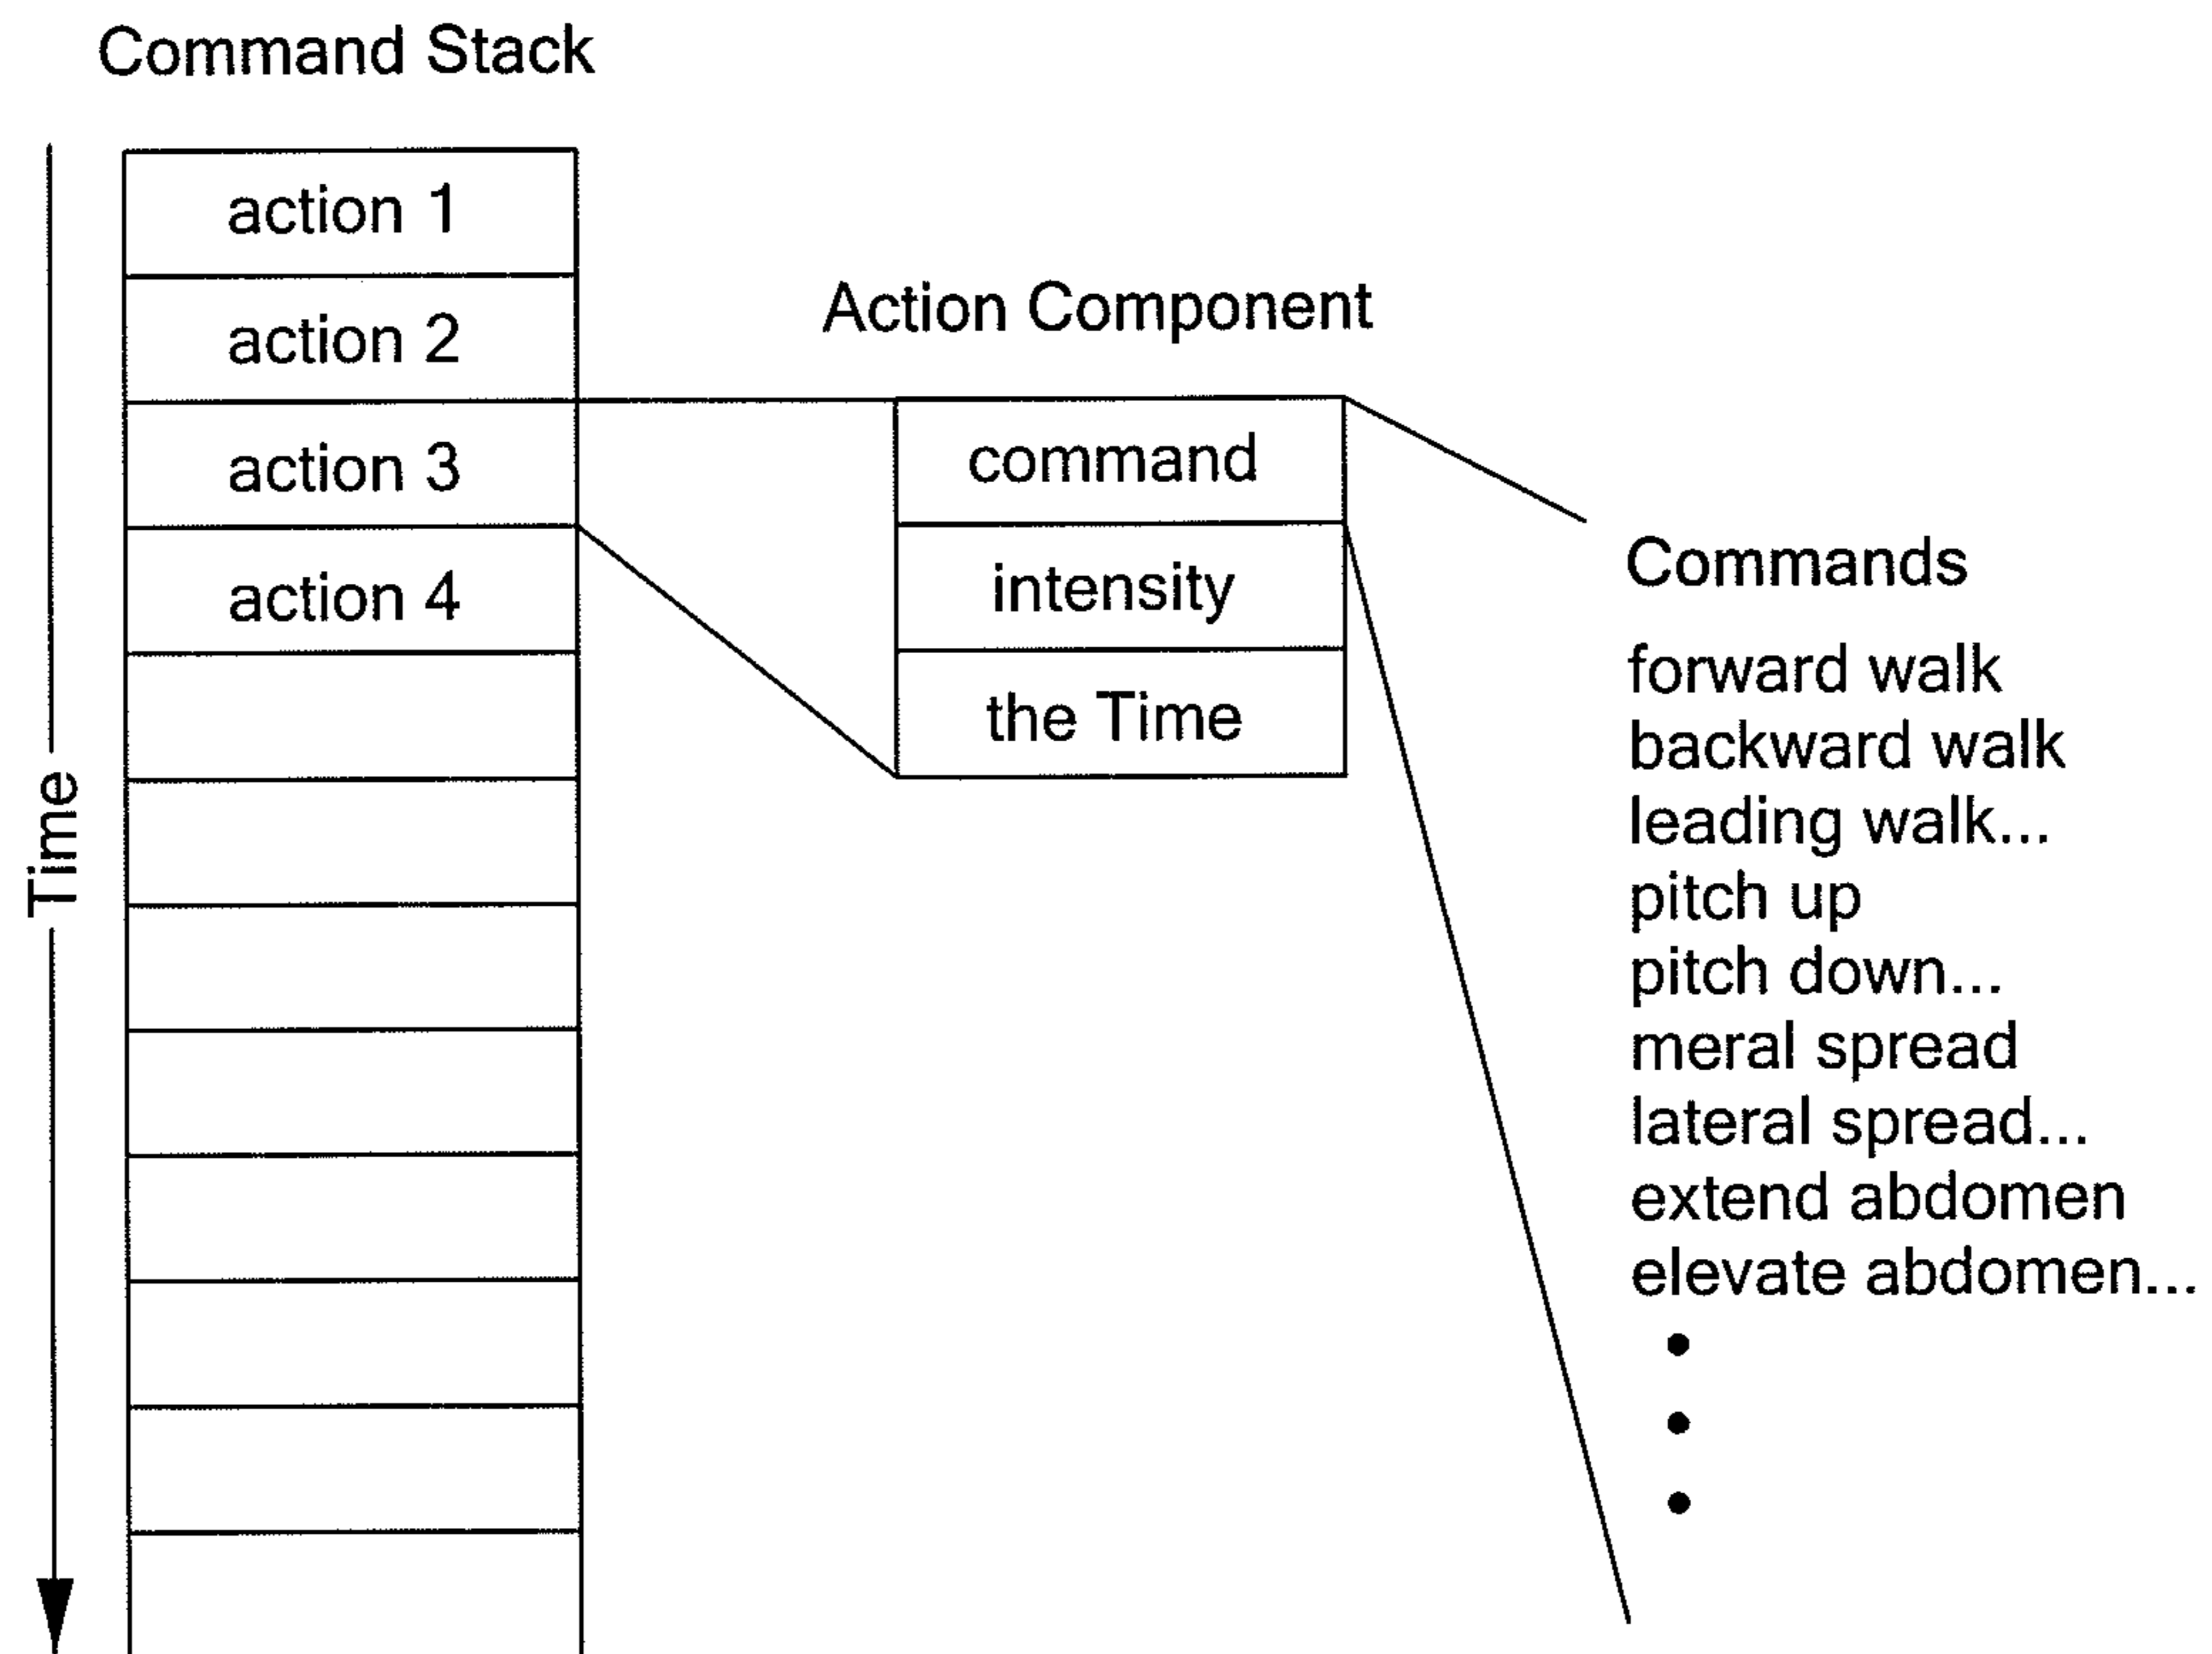 Command Stack
Time
action 1
action 2
action 3
action 4
Action Component
command
intensity
the Time
Commands
forward walk
backward walk
leading walk...
pitch up
pitch down...
meral spread
lateral spread...
extend abdomen
elevate abdomen...